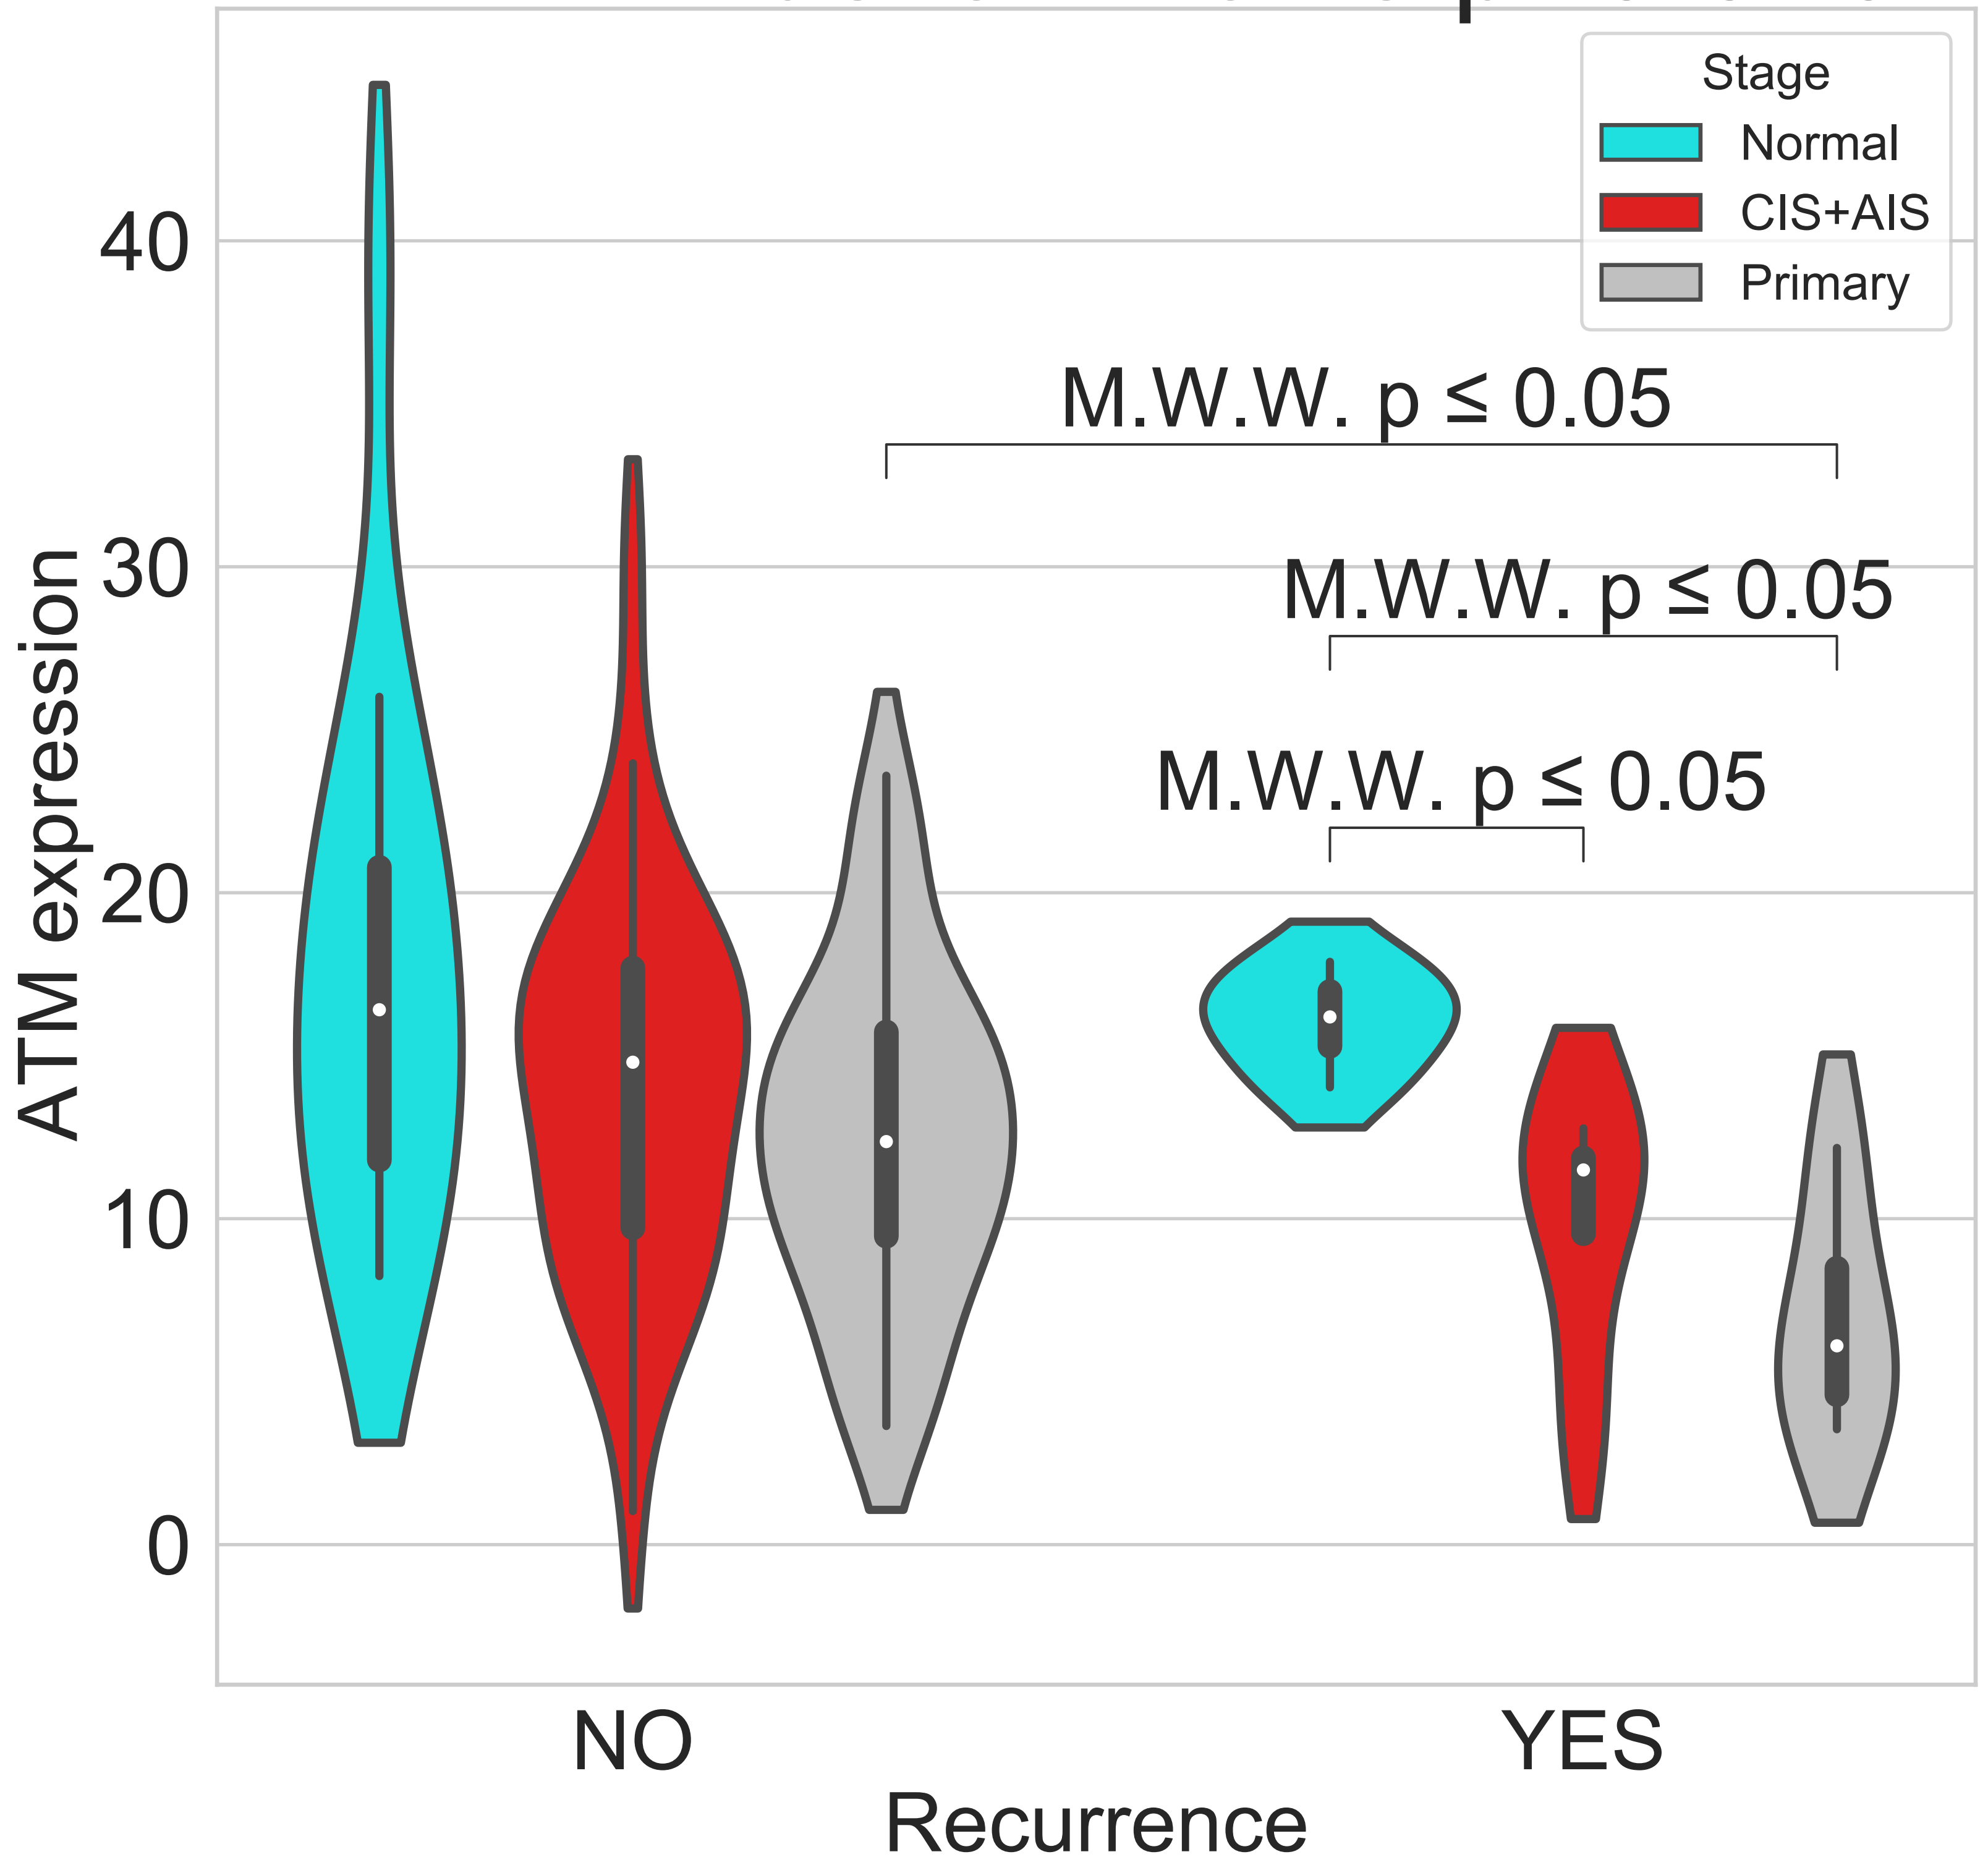 Stage
Normal
CIS+AIS
Primary
M.W.W. p ≤ 0.05
M.W.W. p ≤ 0.05
M.W.W. p ≤ 0.05
ATM expression
40
30
20
10
0
NO
YES
Recurrence